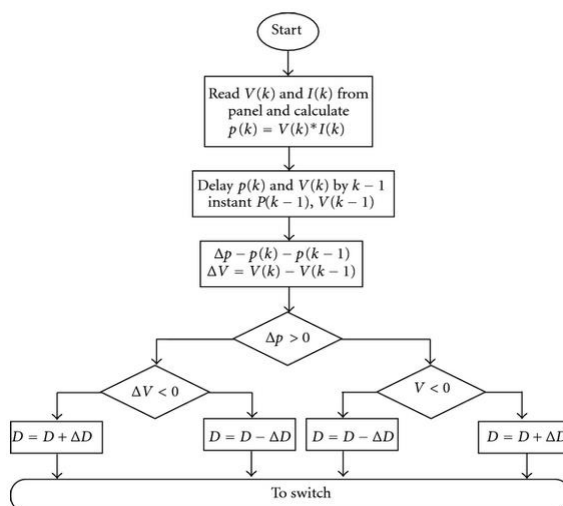 Start
Read V(k) and I(k) from
panel and calculate
p(k) = V(k)*I(k)
Delay p(k) and V(k) by k − 1
instant P(k−1), V(k−1)
Δp − p(k) − p(k−1)
ΔV = V(k) − V(k−1)
Δp > 0
ΔV < 0
V < 0
D = D + ΔD
D = D − ΔD
D = D − ΔD
D = D + ΔD
To switch